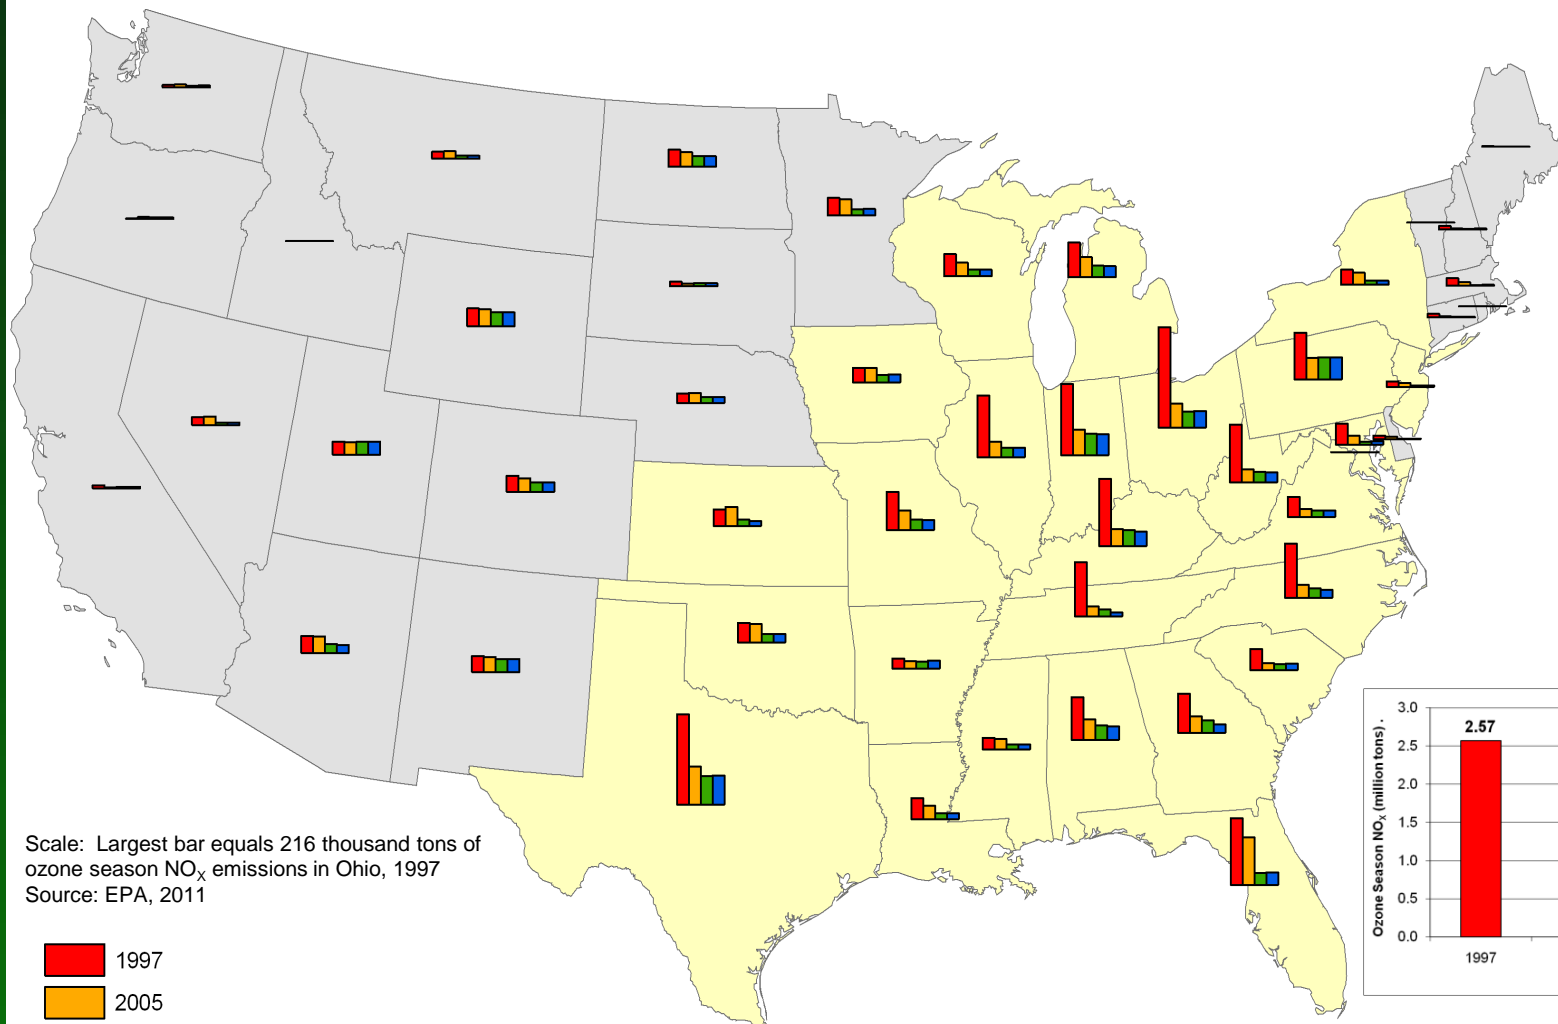 Scale: Largest bar equals 216 thousand tons of
ozone season NOX emissions in Ohio, 1997
Source: EPA, 2011
1997
2005
Ozone Season NOX (million tons) .
3.0
2.5
2.0
1.5
1.0
0.5
0.0
2.57
1997